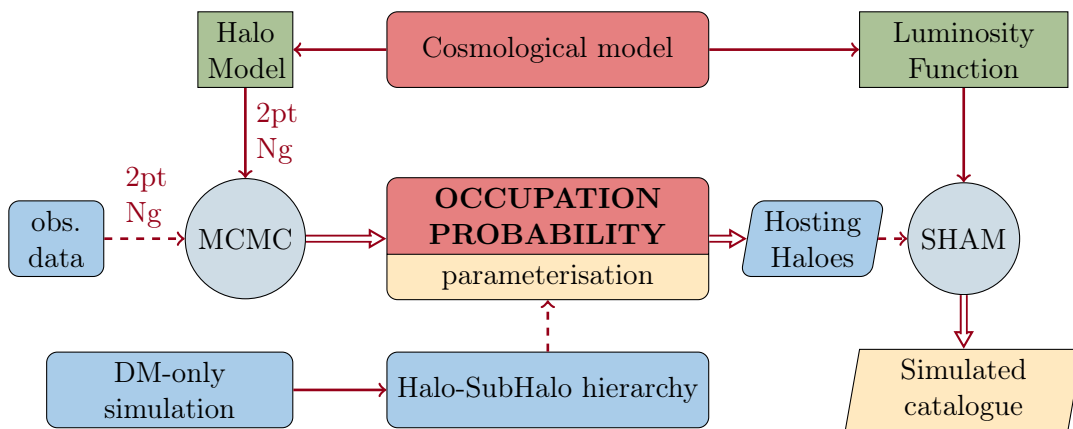 Halo
Model
Cosmological model
Luminosity
Function
2pt
Ng
2pt
Ng
obs.
data
MCMC
OCCUPATION
PROBABILITY
parameterisation
Hosting
Haloes
SHAM
DM-only
simulation
Halo-SubHalo hierarchy
Simulated
catalogue